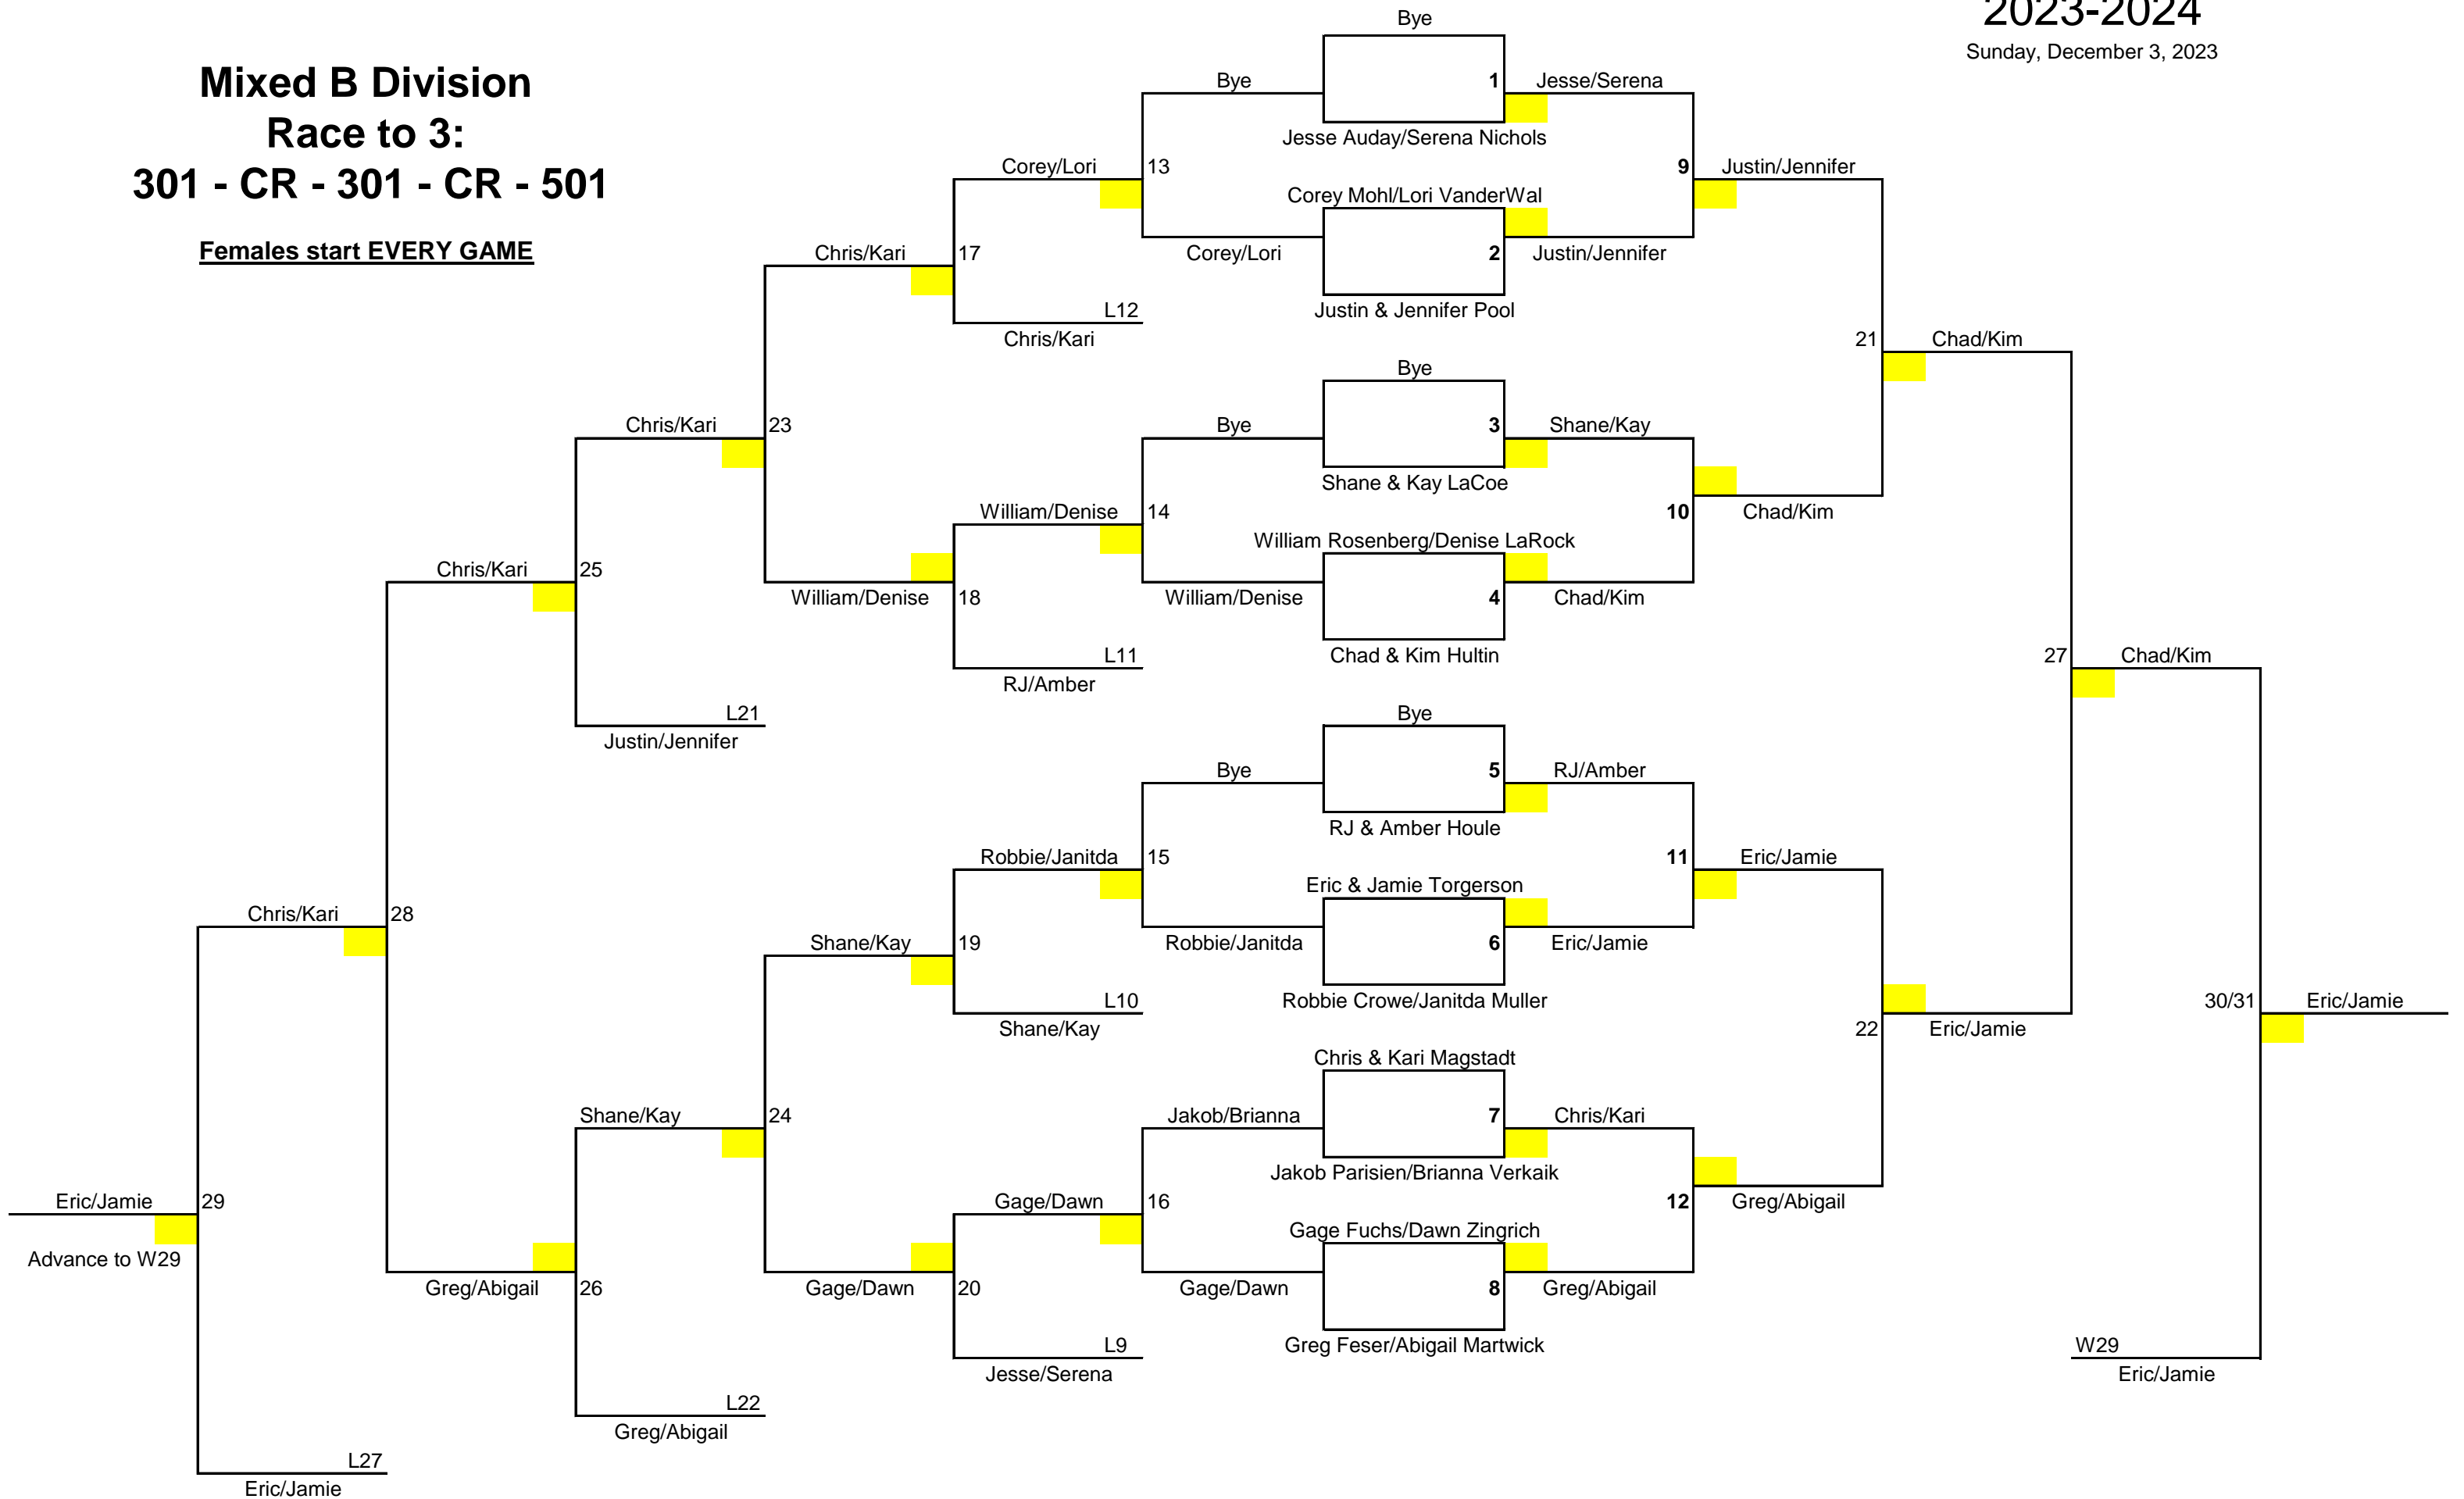 2023-2024
Sunday, December 3, 2023
Mixed B Division
Race to 3:
301 - CR - 301 - CR - 501
Females start EVERY GAME
Bye
Bye
1
Jesse/Serena
Jesse Auday/Serena Nichols
Corey/Lori
13
9
Justin/Jennifer
Corey Mohl/Lori VanderWal
Chris/Kari
17
Corey/Lori
2
Justin/Jennifer
L12
Justin & Jennifer Pool
Chris/Kari
21
Chad/Kim
Bye
Chris/Kari
23
Bye
3
Shane/Kay
Shane & Kay LaCoe
William/Denise
14
10
Chad/Kim
William Rosenberg/Denise LaRock
Chris/Kari
25
William/Denise
18
William/Denise
4
Chad/Kim
L11
Chad & Kim Hultin
27
Chad/Kim
RJ/Amber
L21
Bye
Justin/Jennifer
Bye
5
RJ/Amber
RJ & Amber Houle
Robbie/Janitda
15
11
Eric/Jamie
Eric & Jamie Torgerson
Chris/Kari
28
Shane/Kay
19
Robbie/Janitda
6
Eric/Jamie
L10
Robbie Crowe/Janitda Muller
30/31
Eric/Jamie
Shane/Kay
22
Eric/Jamie
Chris & Kari Magstadt
Shane/Kay
24
Jakob/Brianna
7
Chris/Kari
Jakob Parisien/Brianna Verkaik
Eric/Jamie
29
Gage/Dawn
16
12
Greg/Abigail
Gage Fuchs/Dawn Zingrich
Advance to W29
Greg/Abigail
26
Gage/Dawn
20
Gage/Dawn
8
Greg/Abigail
L9
Greg Feser/Abigail Martwick
W29
Jesse/Serena
Eric/Jamie
L22
Greg/Abigail
L27
Eric/Jamie